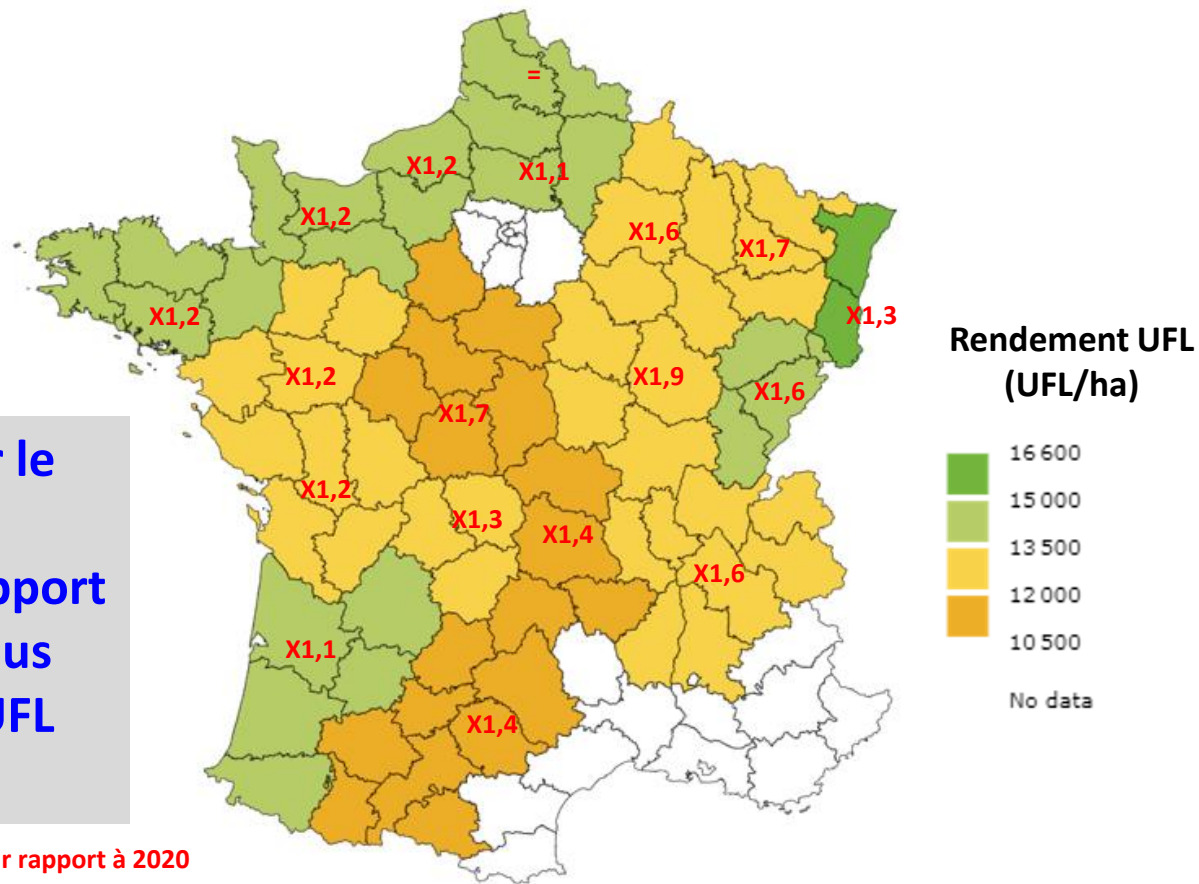 =
X1,2
X1,1
X1,2
X1,6
X1,7
X1,2
X1,3
X1,2
X1,9
X1,6
X1,7
X1,2
X1,3
X1,4
X1,6
X1,1
X1,4
Rendement UFL
(UFL/ha)
16 600
15 000
13 500
12 000
10 500
No data
le
pport
us
UFL
r rapport à 2020